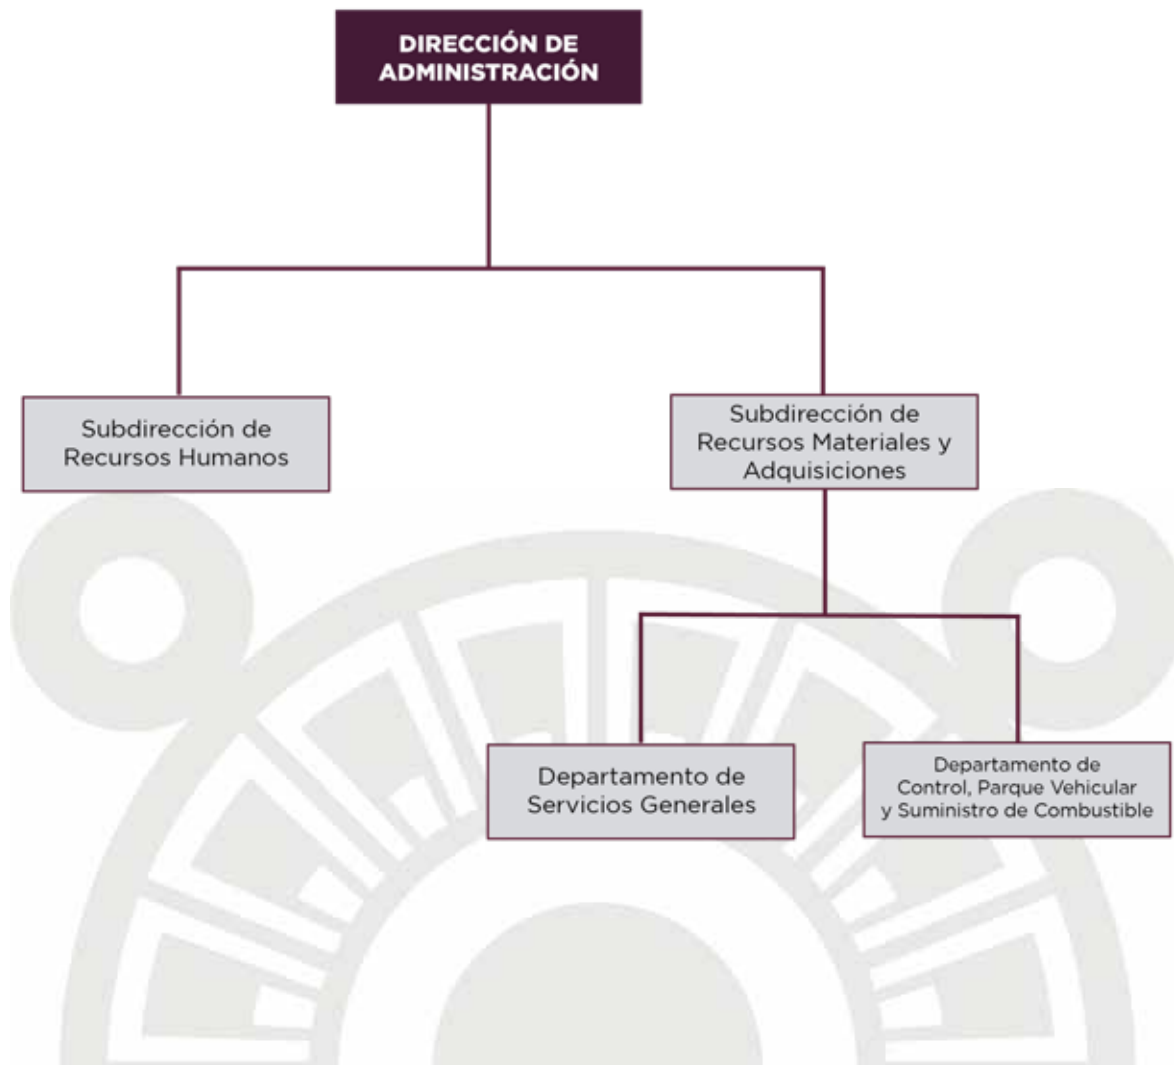 DIRECCIÓN DE
ADMINISTRACIÓN
Subdirección de
Recursos Humanos
Subdirección de
Recursos Materiales y
Adquisiciones
Departamento de
Servicios Generales
Departamento de
Control, Parque Vehicular
y Suministro de Combustible